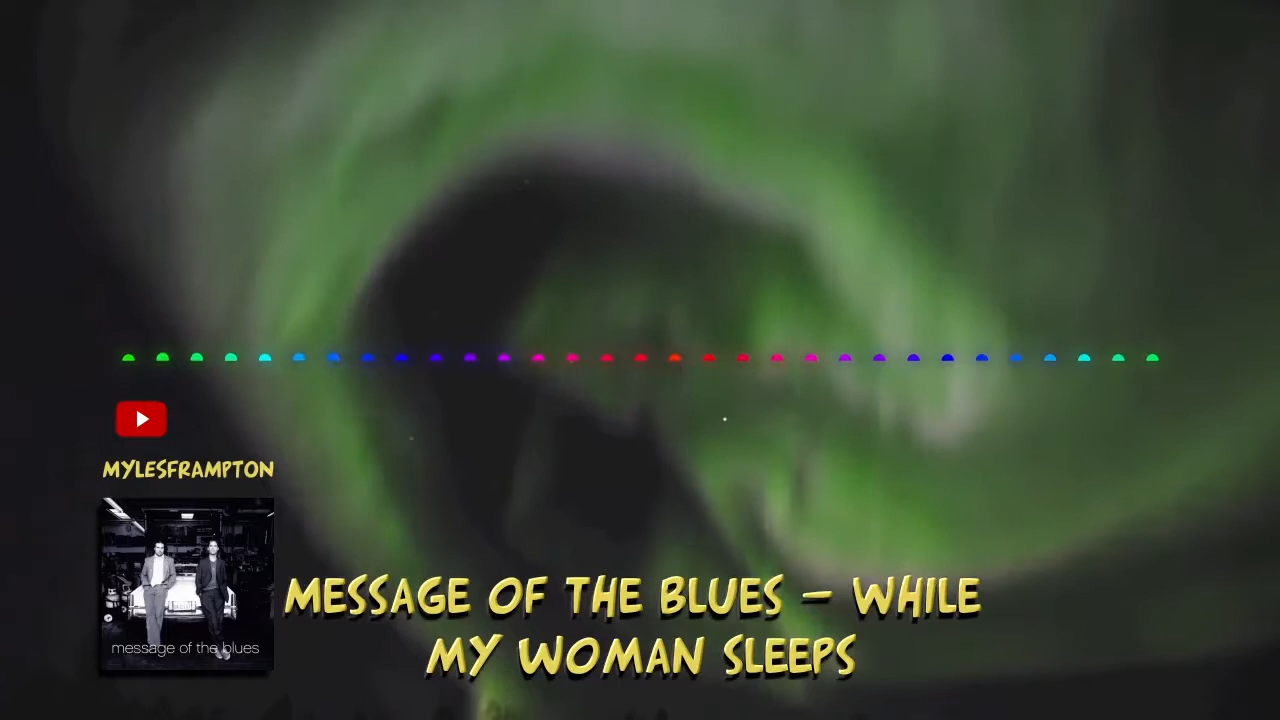 MYLESFRAMPTON
message of the blues
MESSAGE OF THE BLUES – WHILE
MY WOMAN SLEEPS